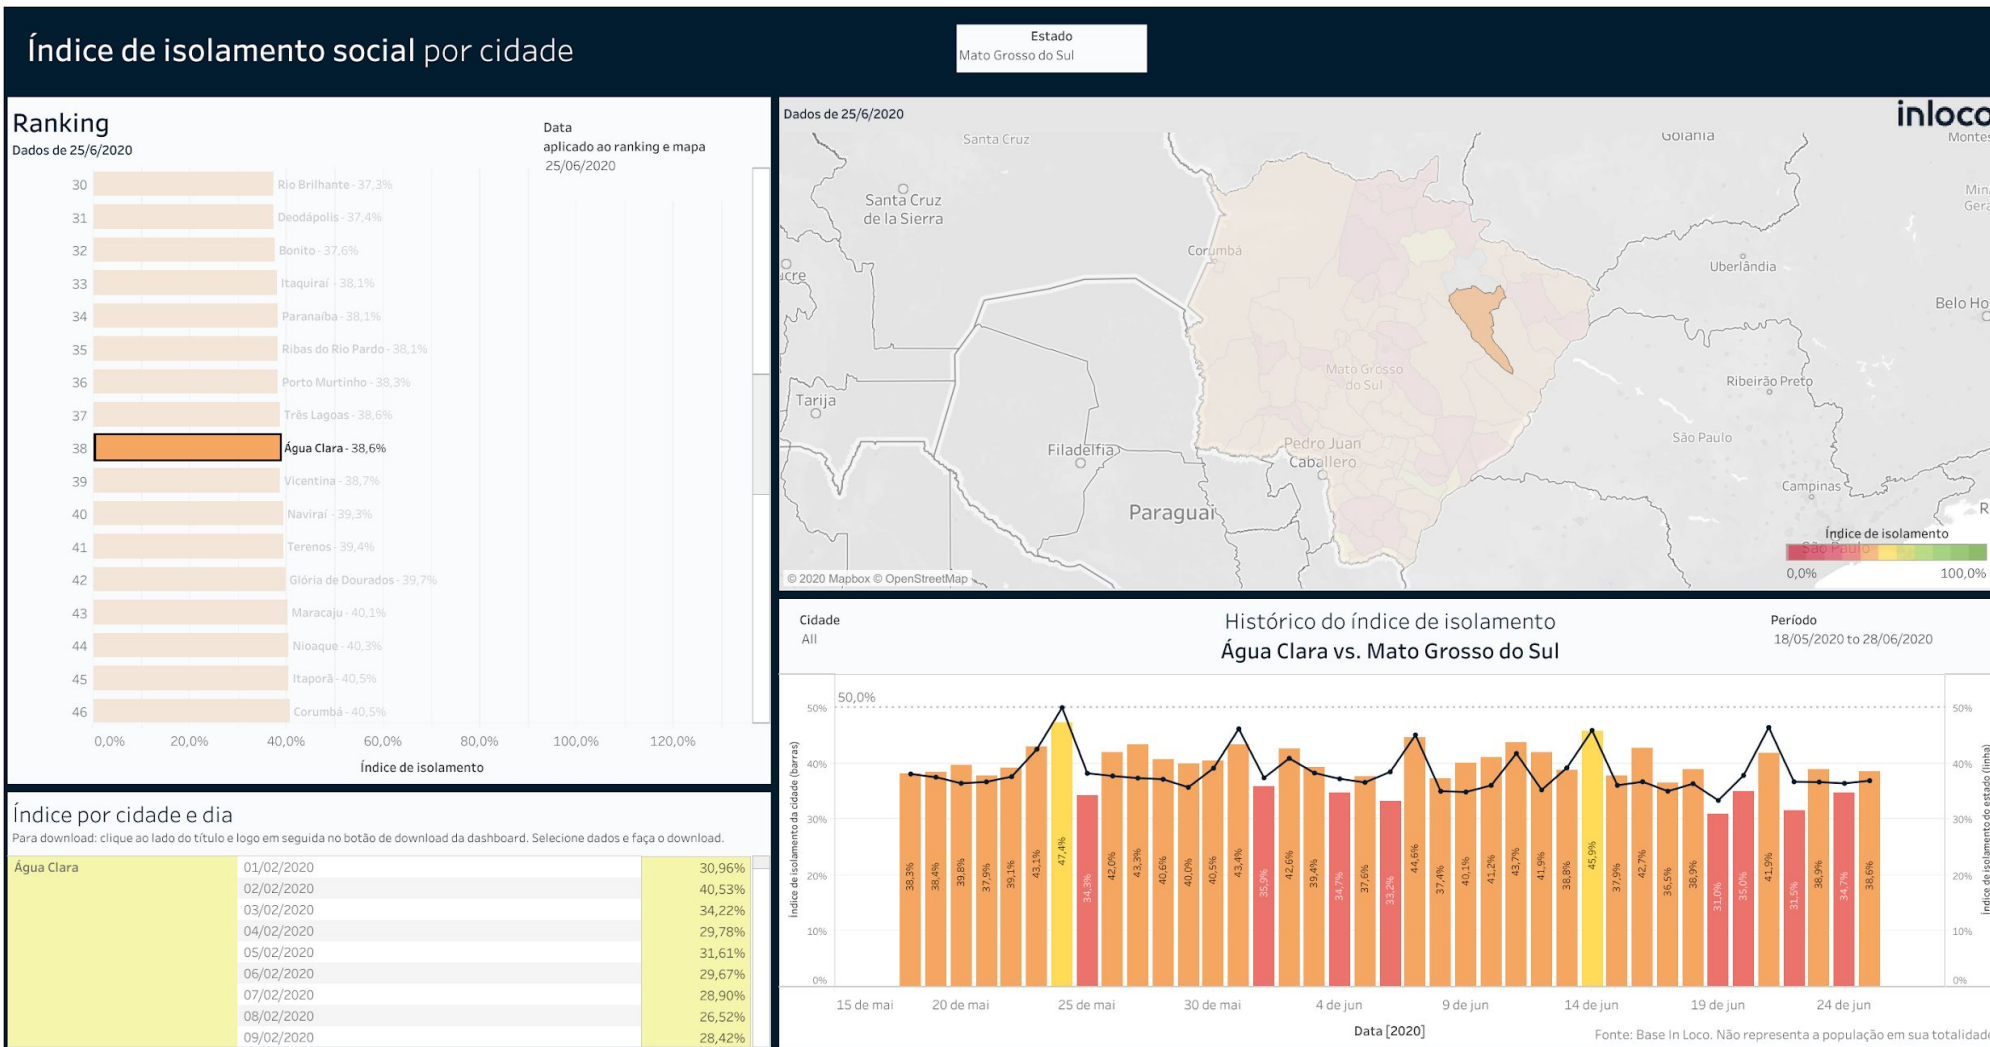 Índice de isolamento social por cidade
Estado
Mato Grosso do Sul
Ranking
Dados de 25/6/2020
Data
aplicado ao ranking e mapa
25/06/2020
30 Rio Brilhante - 37,3%
31 Deodápolis - 37,4%
32 Bonito - 37,6%
33 Itaquiraí - 38,1%
34 Paranaíba - 38,1%
35 Ribas do Rio Pardo - 38,1%
36 Porto Murtinho - 38,3%
37 Três Lagoas - 38,6%
38 Água Clara - 38,6%
39 Vicentina - 38,7%
40 Naviraí - 39,3%
41 Terenos - 39,4%
42 Glória de Dourados - 39,7%
43 Maracaju - 40,1%
44 Nioaque - 40,3%
45 Itaporã - 40,5%
46 Corumbá - 40,5%
0,0% 20,0% 40,0% 60,0% 80,0% 100,0% 120,0%
Índice de isolamento
Índice por cidade e dia
Para download: clique ao lado do título e logo em seguida no botão de download da dashboard. Selecione dados e faça o download.
Água Clara 01/02/2020 30,96%
02/02/2020 40,53%
03/02/2020 34,22%
04/02/2020 29,78%
05/02/2020 31,61%
06/02/2020 29,67%
07/02/2020 28,90%
08/02/2020 26,52%
09/02/2020 28,42%
Dados de 25/6/2020
inloco
Santa Cruz
Goiânia
Montes
Santa Cruz
de la Sierra
Min
Gera
Corumbá
Uberlândia
ucre
Belo Ho
Mato Grosso
do Sul
Ribeirão Preto
Tarija
São Paulo
Filadélfia
Pedro Juan
Caballero
Campinas
Paraguai
R
Índice de isolamento
São Paulo
0,0% 100,0%
© 2020 Mapbox © OpenStreetMap
Cidade
All
Histórico do índice de isolamento
Água Clara vs. Mato Grosso do Sul
Período
18/05/2020 to 28/06/2020
50,0%
Índice de isolamento da cidade (barras)
50%
40%
30%
20%
10%
0%
38,3% 38,4% 39,8% 37,9% 39,1% 43,1% 47,4% 34,3% 42,0% 43,3% 40,6% 40,0% 40,5% 43,4% 35,9% 42,6% 39,4% 34,7% 37,6% 33,2% 44,6% 37,4% 40,1% 41,2% 43,7% 41,9% 38,8% 45,9% 37,9% 42,7% 36,5% 38,9% 31,0% 35,0% 41,9% 31,5% 38,9% 34,7% 38,6%
50%
40%
30%
20%
10%
0%
Índice de isolamento do estado (linha)
15 de mai 20 de mai 25 de mai 30 de mai 4 de jun 9 de jun 14 de jun 19 de jun 24 de jun
Data [2020]
Fonte: Base In Loco. Não representa a população em sua totalidade